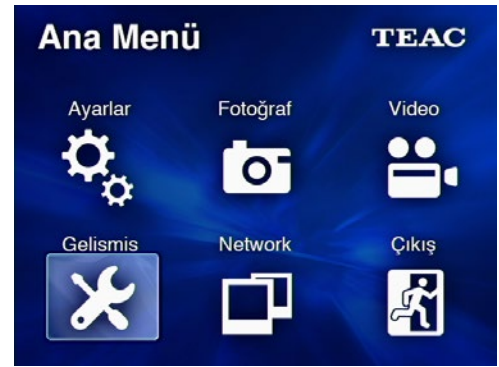 Ana Menü
TEAC
Ayarlar
Fotoğraf
Video
Gelismis
Network
Çıkış